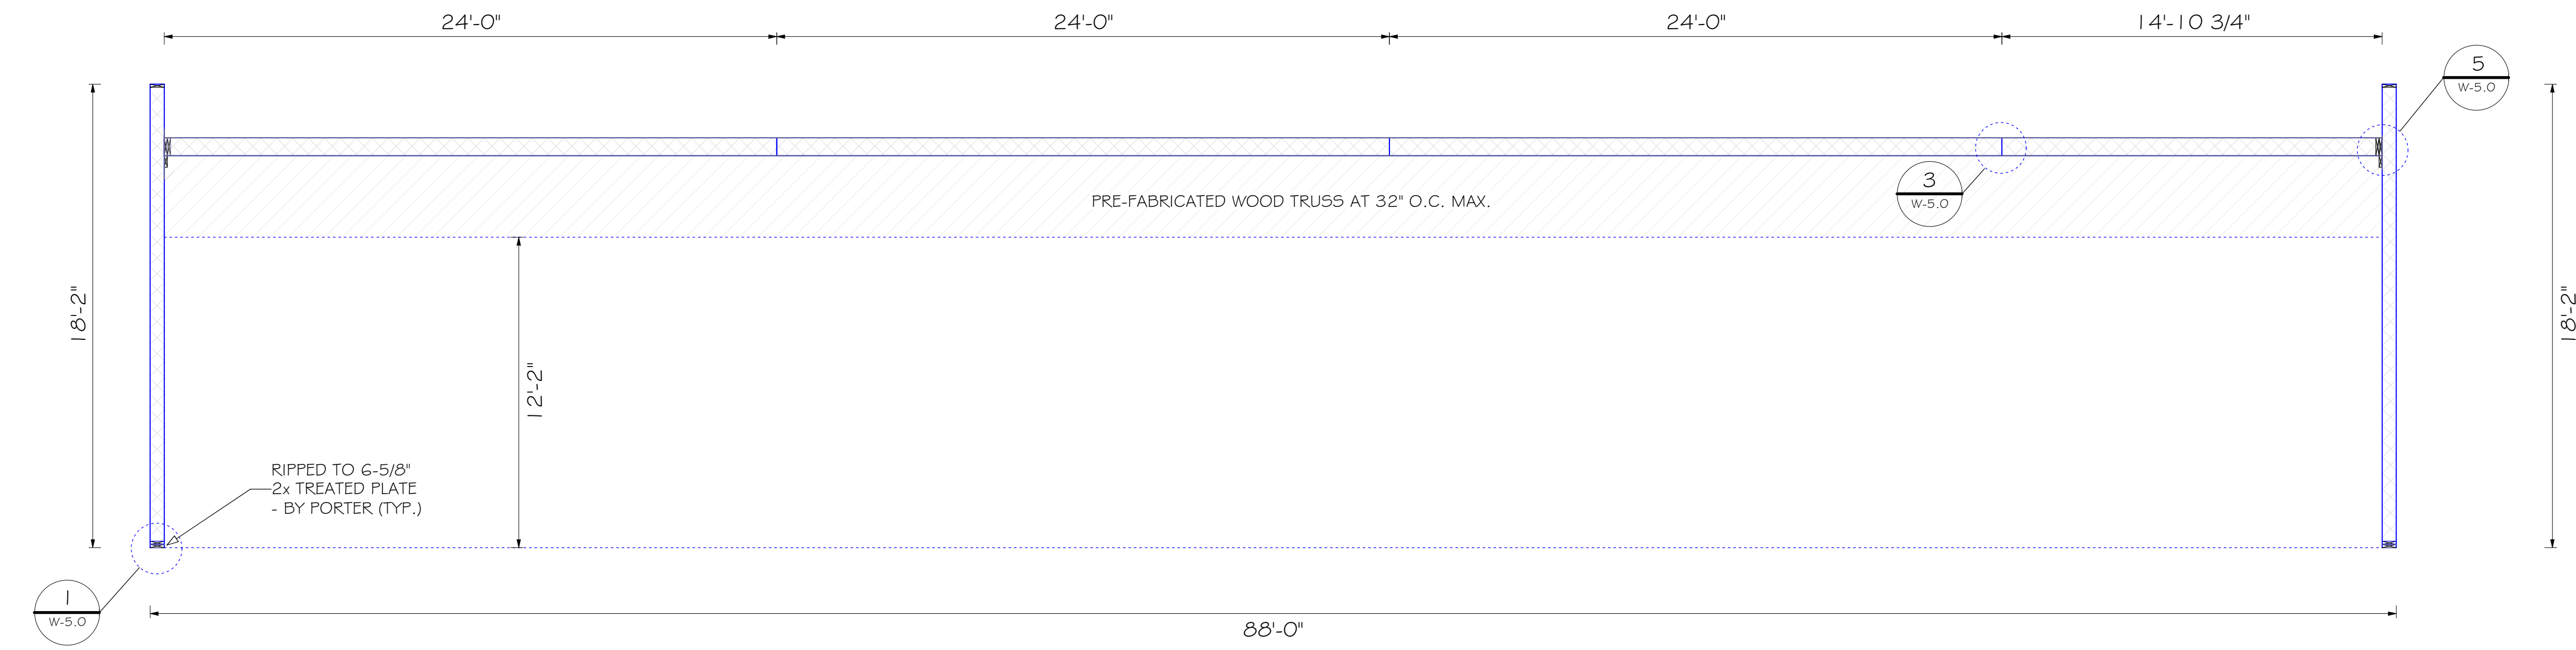 24'-0"
24'-0"
24'-0"
14'-10 3/4"
5
W-5.0
3
W-5.0
PRE-FABRICATED WOOD TRUSS AT 32" O.C. MAX.
18'-2"
18'-2"
12'-2"
RIPPED TO 6-5/8"
2x TREATED PLATE
- BY PORTER (TYP.)
1
W-5.0
88'-0"